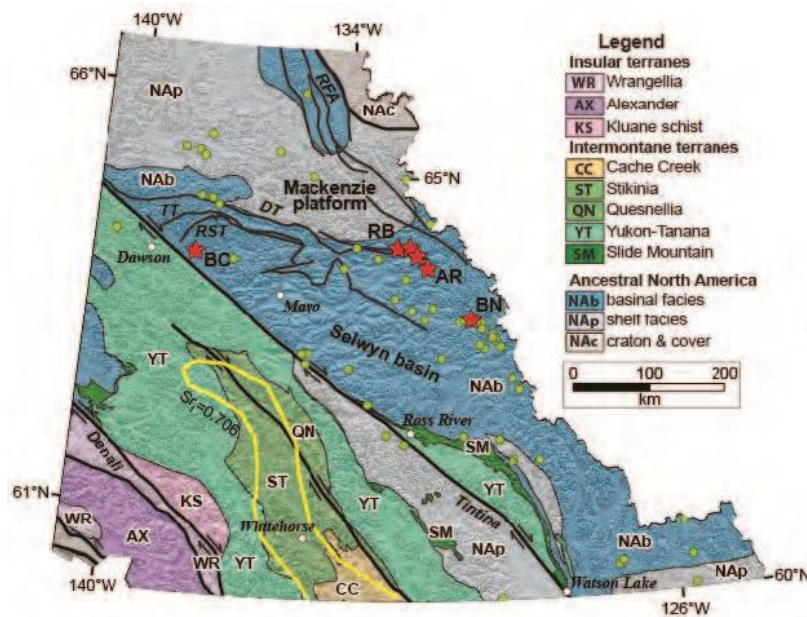 140°W
134°W
66°N
NAp
RFA
NAc
65°N
NAb
Mackenzie
platform
TT
DT
RST
RB
Dawson
BC
AR
Mayo
BN
Selwyn basin
YT
NAb
Sri=0.706
QN
Ross River
SM
Denali
ST
YT
61°N
KS
YT
Tintina
WR
AX
Whitehorse
SM
NAp
NAb
WR
YT
CC
Watson Lake
NAp
60°N
140°W
126°W
Legend
Insular terranes
WR Wrangellia
AX Alexander
KS Kluane schist
Intermontane terranes
CC Cache Creek
ST Stikinia
QN Quesnellia
YT Yukon-Tanana
SM Slide Mountain
Ancestral North America
NAb basinal facies
NAp shelf facies
NAc craton & cover
0 100 200
km